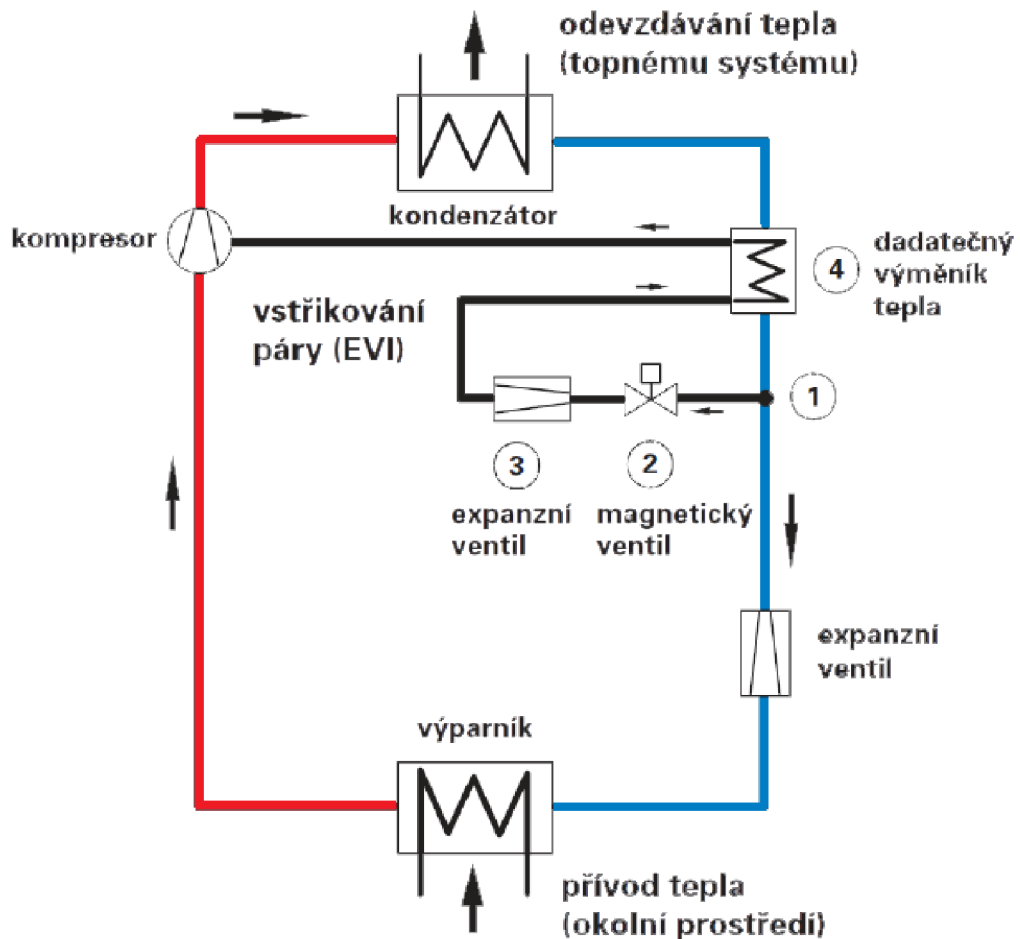 odevzdávání tepla
(topnému systému)
kondenzátor
kompresor
4
dadatečný
výměník
tepla
vstřikování
páry (EVI)
1
3
2
expanzní
ventil
magnetický
ventil
expanzní
ventil
výparník
přívod tepla
(okolní prostředí)